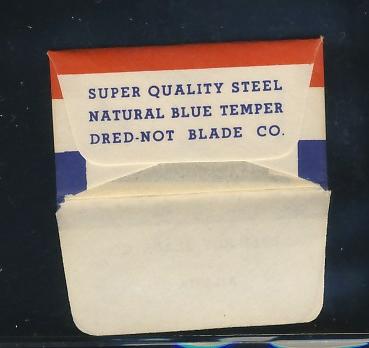 SUPER QUALITY STEEL
NATURAL BLUE TEMPER
DRED-NOT BLADE CO.